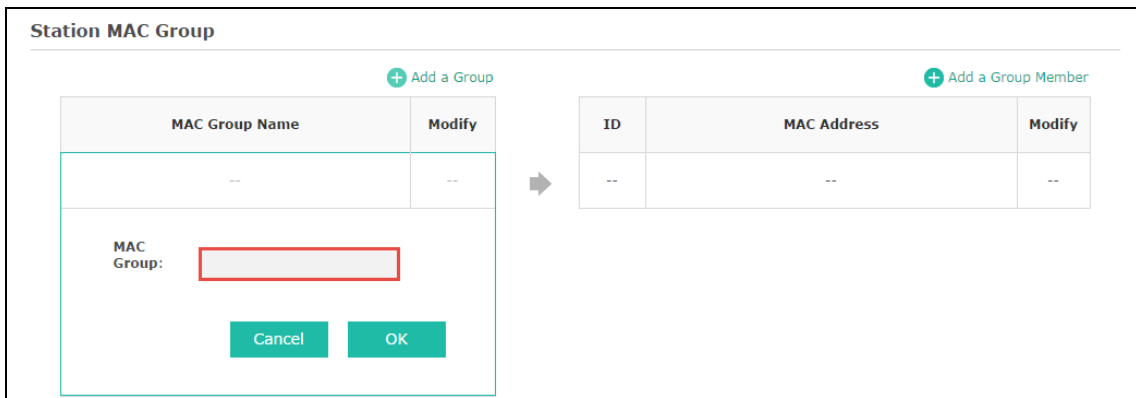 Station MAC Group
Add a Group
Add a Group Member
MAC Group Name Modify
ID MAC Address Modify
-- --
-- -- --
MAC
Group:
Cancel OK